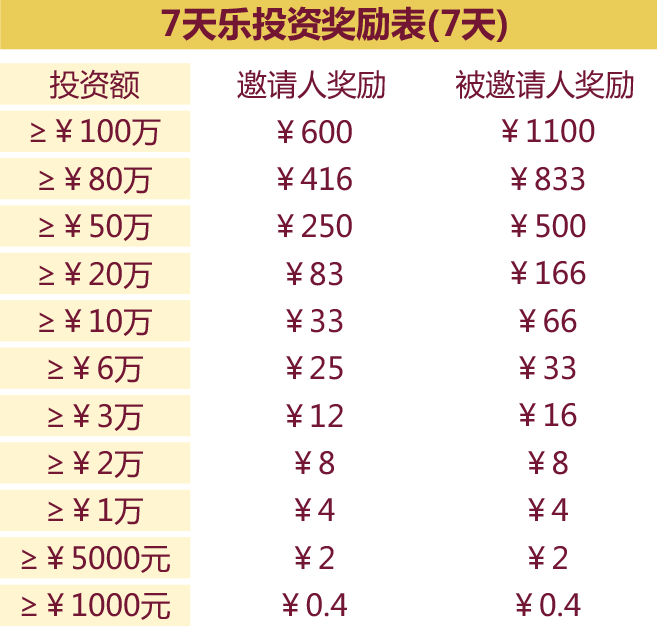 7天乐投资奖励表(7天)
投资额 邀请人奖励 被邀请人奖励
≥￥100万 ￥600 ￥1100
≥￥80万 ￥416 ￥833
≥￥50万 ￥250 ￥500
≥￥20万 ￥83 ￥166
≥￥10万 ￥33 ￥66
≥￥6万 ￥25 ￥33
≥￥3万 ￥12 ￥16
≥￥2万 ￥8 ￥8
≥￥1万 ￥4 ￥4
≥￥5000元 ￥2 ￥2
≥￥1000元 ￥0.4 ￥0.4